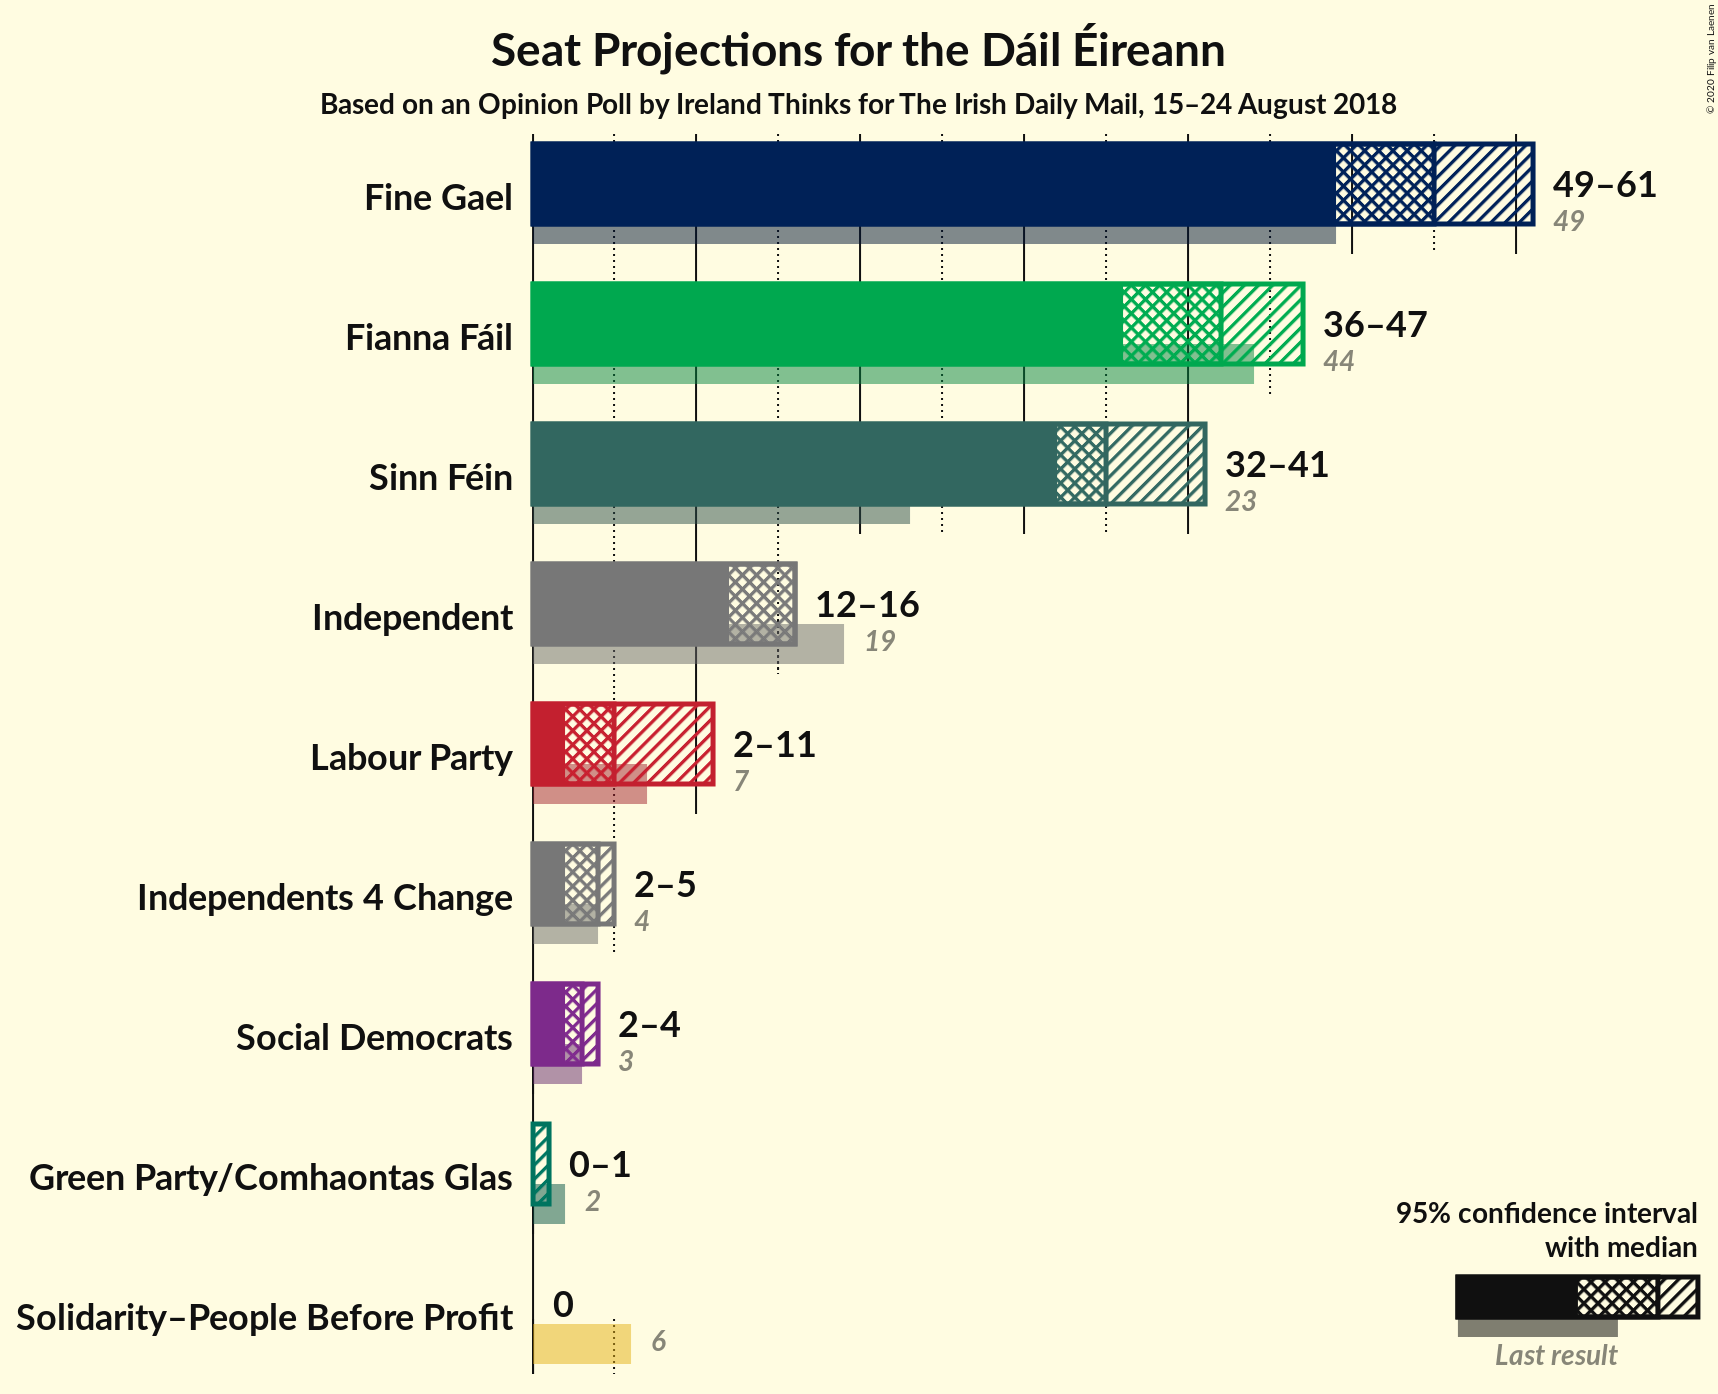 Seat Projections for the Dáil Éireann
Based on an Opinion Poll by Ireland Thinks for The Irish Daily Mail, 15–24 August 2018
© 2020 Filip van Laenen
Fine Gael
49–61
49
Fianna Fáil
36–47
44
Sinn Féin
32–41
23
Independent
12–16
19
Labour Party
2–11
7
Independents 4 Change
2–5
4
Social Democrats
2–4
3
Green Party/Comhaontas Glas
0–1
2
Solidarity–People Before Profit
0
6
95% confidence interval
with median
Last result